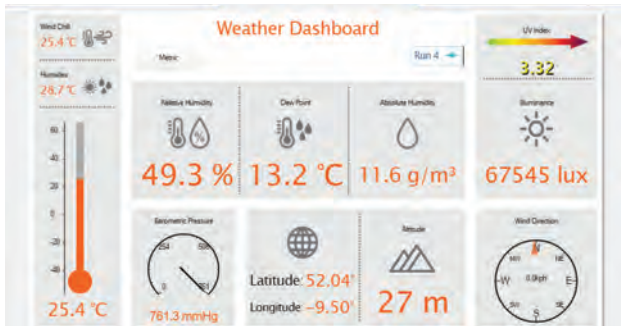 Wind Chill
25.4 °C
Humidex
28.7 °C
60
40
20
0
-20
-40
25.4 °C
Weather Dashboard
Metric
Run 4
Relative Humidity
49.3 %
Dew Point
13.2 °C
Absolute Humidity
11.6 g/m³
Barometric Pressure
254
0
761.3 mmHg
Latitude: 52.04°
Longitude: -9.50°
Altitude
27 m
UV Index
3.32
Illuminance
67545 lux
Wind Direction
N
NE
W
0.0kph
E
SW
S
SE